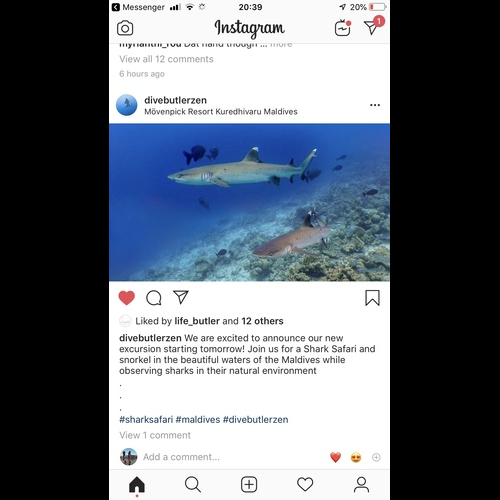 Messenger 20:39 20%
Instagram 1
myriantni_rou Dat hand though ... more
View all 12 comments
6 hours ago
divebutlerzen
Mövenpick Resort Kuredhivaru Maldives
Liked by life_butler and 12 others
divebutlerzen We are excited to announce our new
excursion starting tomorrow! Join us for a Shark Safari and
snorkel in the beautiful waters of the Maldives while
observing sharks in their natural environment
.
.
.
#sharksafari #maldives #divebutlerzen
View 1 comment
Add a comment...